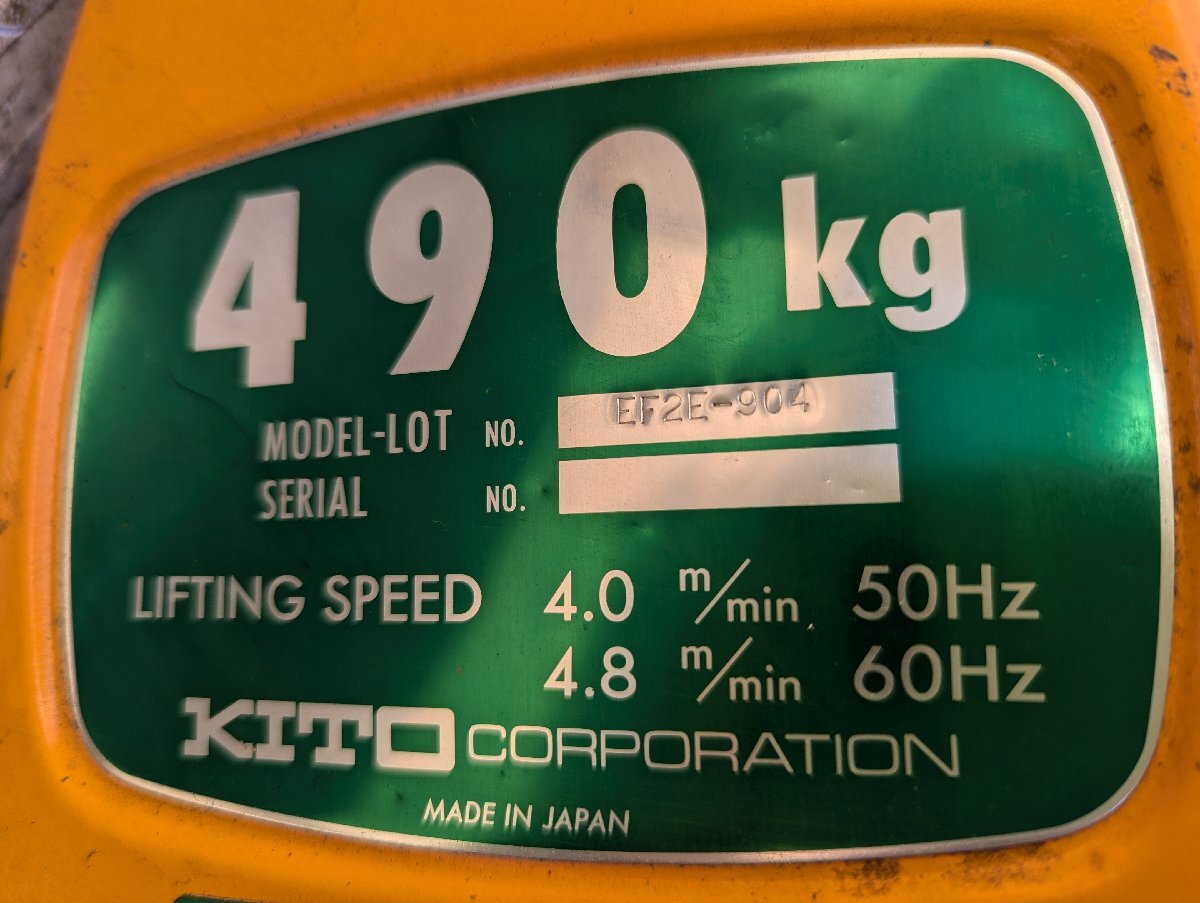 490 kg
MODEL-LOT NO. EF2E-904
SERIAL NO.
LIFTING SPEED 4.0 m/min 50Hz
4.8 m/min 60Hz
KITO CORPORATION
MADE IN JAPAN